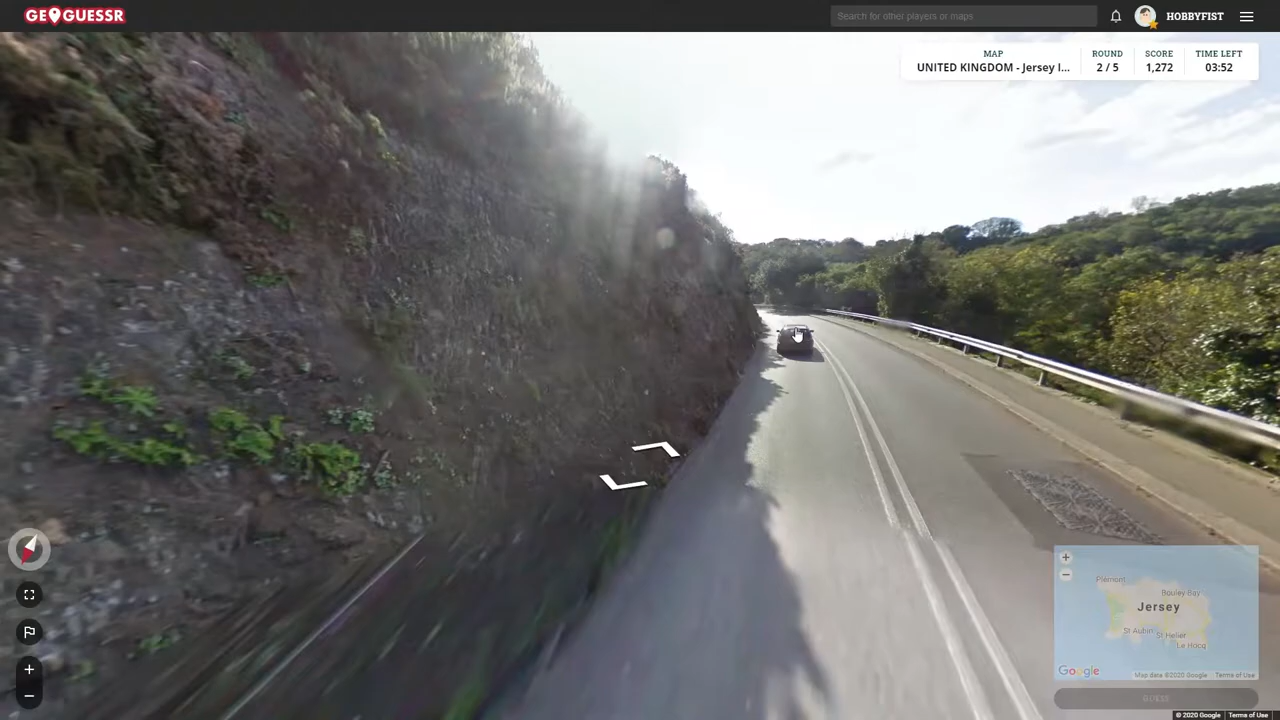 GEOGUESSR
Search for other players or maps
HOBBYFIST
MAP
UNITED KINGDOM - Jersey I...
ROUND
2 / 5
SCORE
1,272
TIME LEFT
03:52
Plémont
Bouley Bay
Jersey
St Aubin
St Helier
Le Hocq
Google
Map data ©2020 Google
Terms of Use
GUESS
© 2020 Google
Terms of Use